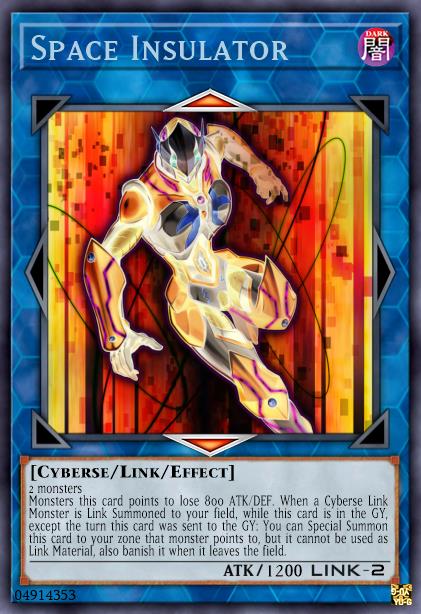 Space Insulator
DARK
闇
[Cyberse/Link/Effect]
2 monsters
Monsters this card points to lose 800 ATK/DEF. When a Cyberse Link
Monster is Link Summoned to your field, while this card is in the GY,
except the turn this card was sent to the GY: You can Special Summon
this card to your zone that monster points to, but it cannot be used as
Link Material, also banish it when it leaves the field.
ATK/1200 LINK-2
04914353